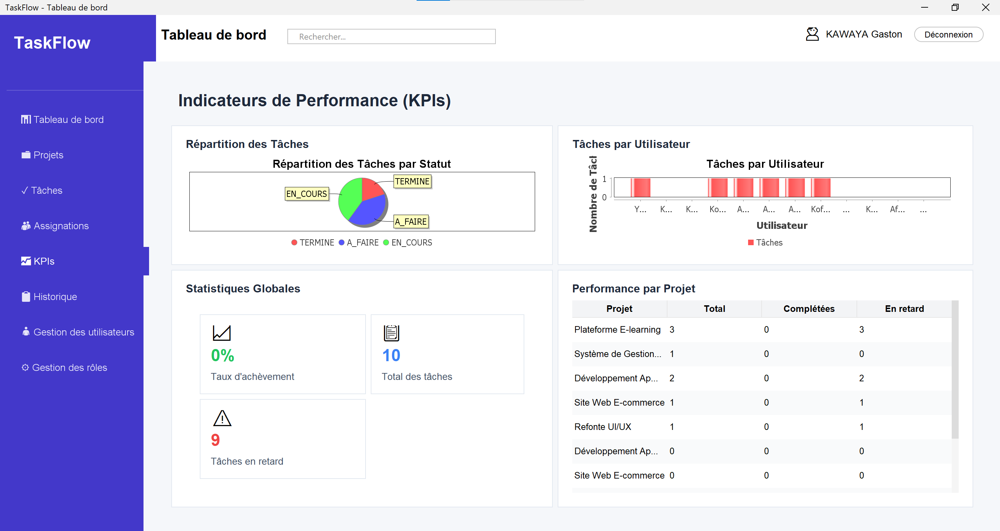 TaskFlow - Tableau de bord
TaskFlow
Tableau de bord
Rechercher...
KAWAYA Gaston
Déconnexion
Tableau de bord
Projets
Tâches
Assignations
KPIs
Historique
Gestion des utilisateurs
Gestion des rôles
Indicateurs de Performance (KPIs)
Répartition des Tâches
Répartition des Tâches par Statut
TERMINE
EN_COURS
A_FAIRE
TERMINE A_FAIRE EN_COURS
Tâches par Utilisateur
Tâches par Utilisateur
Nombre de Tâcl
1
0
Y... K... K... Ko... A... A... A... Kof... ... K... Af... ...
Utilisateur
Tâches
Statistiques Globales
0%
Taux d'achèvement
10
Total des tâches
9
Tâches en retard
Performance par Projet
Projet Total Complétées En retard
Plateforme E-learning 3 0 3
Système de Gestion... 1 0 0
Développement Ap... 2 0 2
Site Web E-commerce 1 0 1
Refonte UI/UX 1 0 1
Développement Ap... 0 0 0
Site Web E-commerce 0 0 0